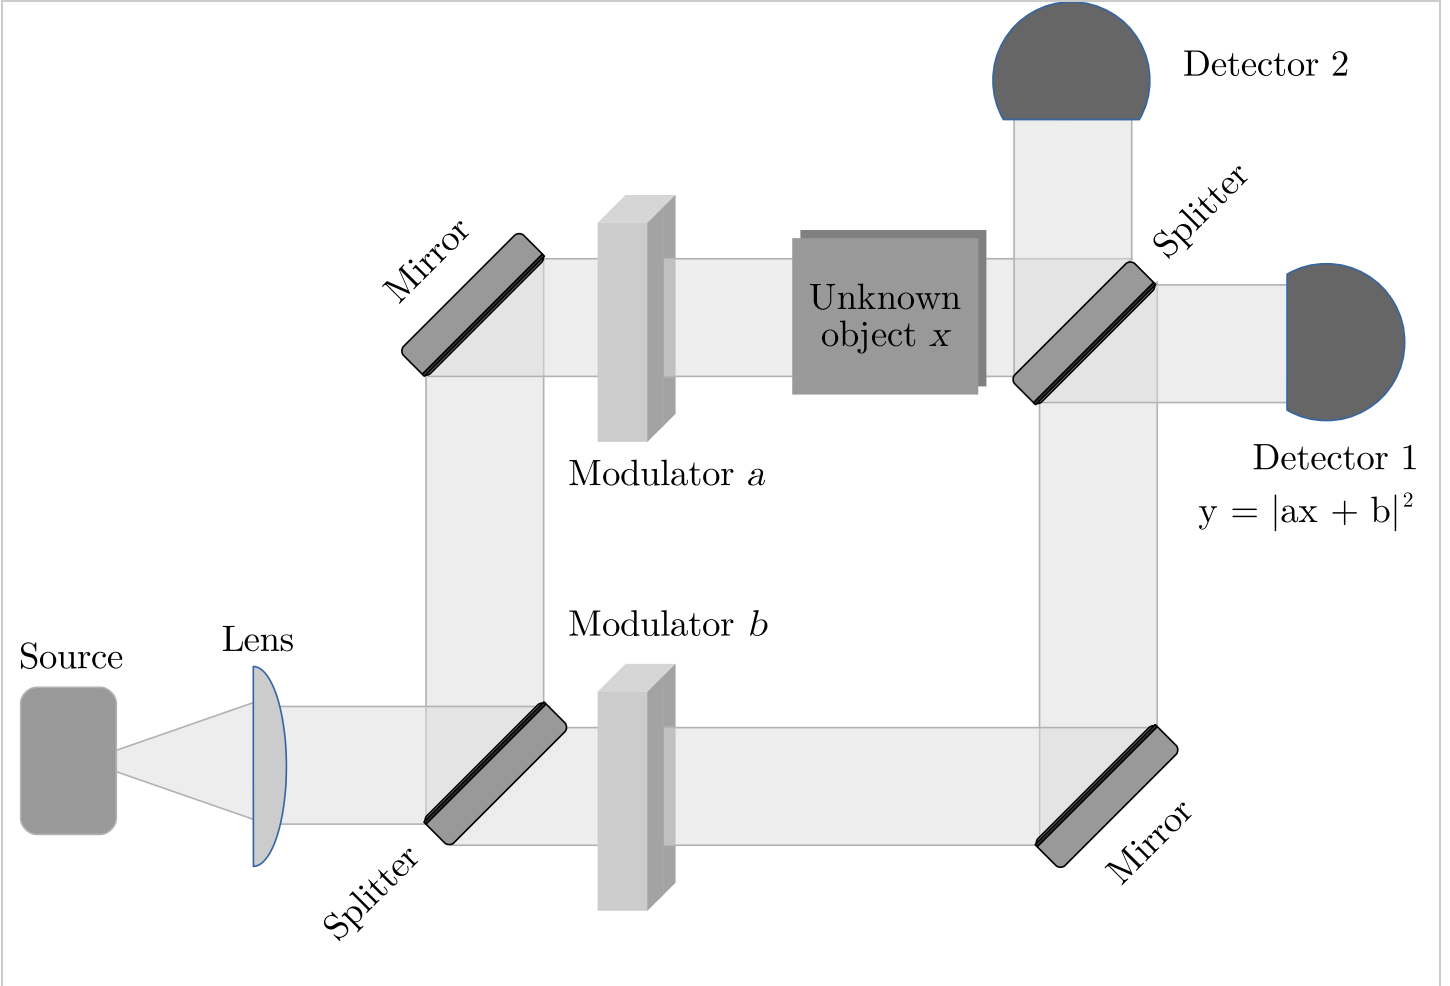 Detector 2
Splitter
Mirror
Unknown
object x
Detector 1
y = |ax + b|²
Modulator a
Modulator b
Lens
Source
Mirror
Splitter